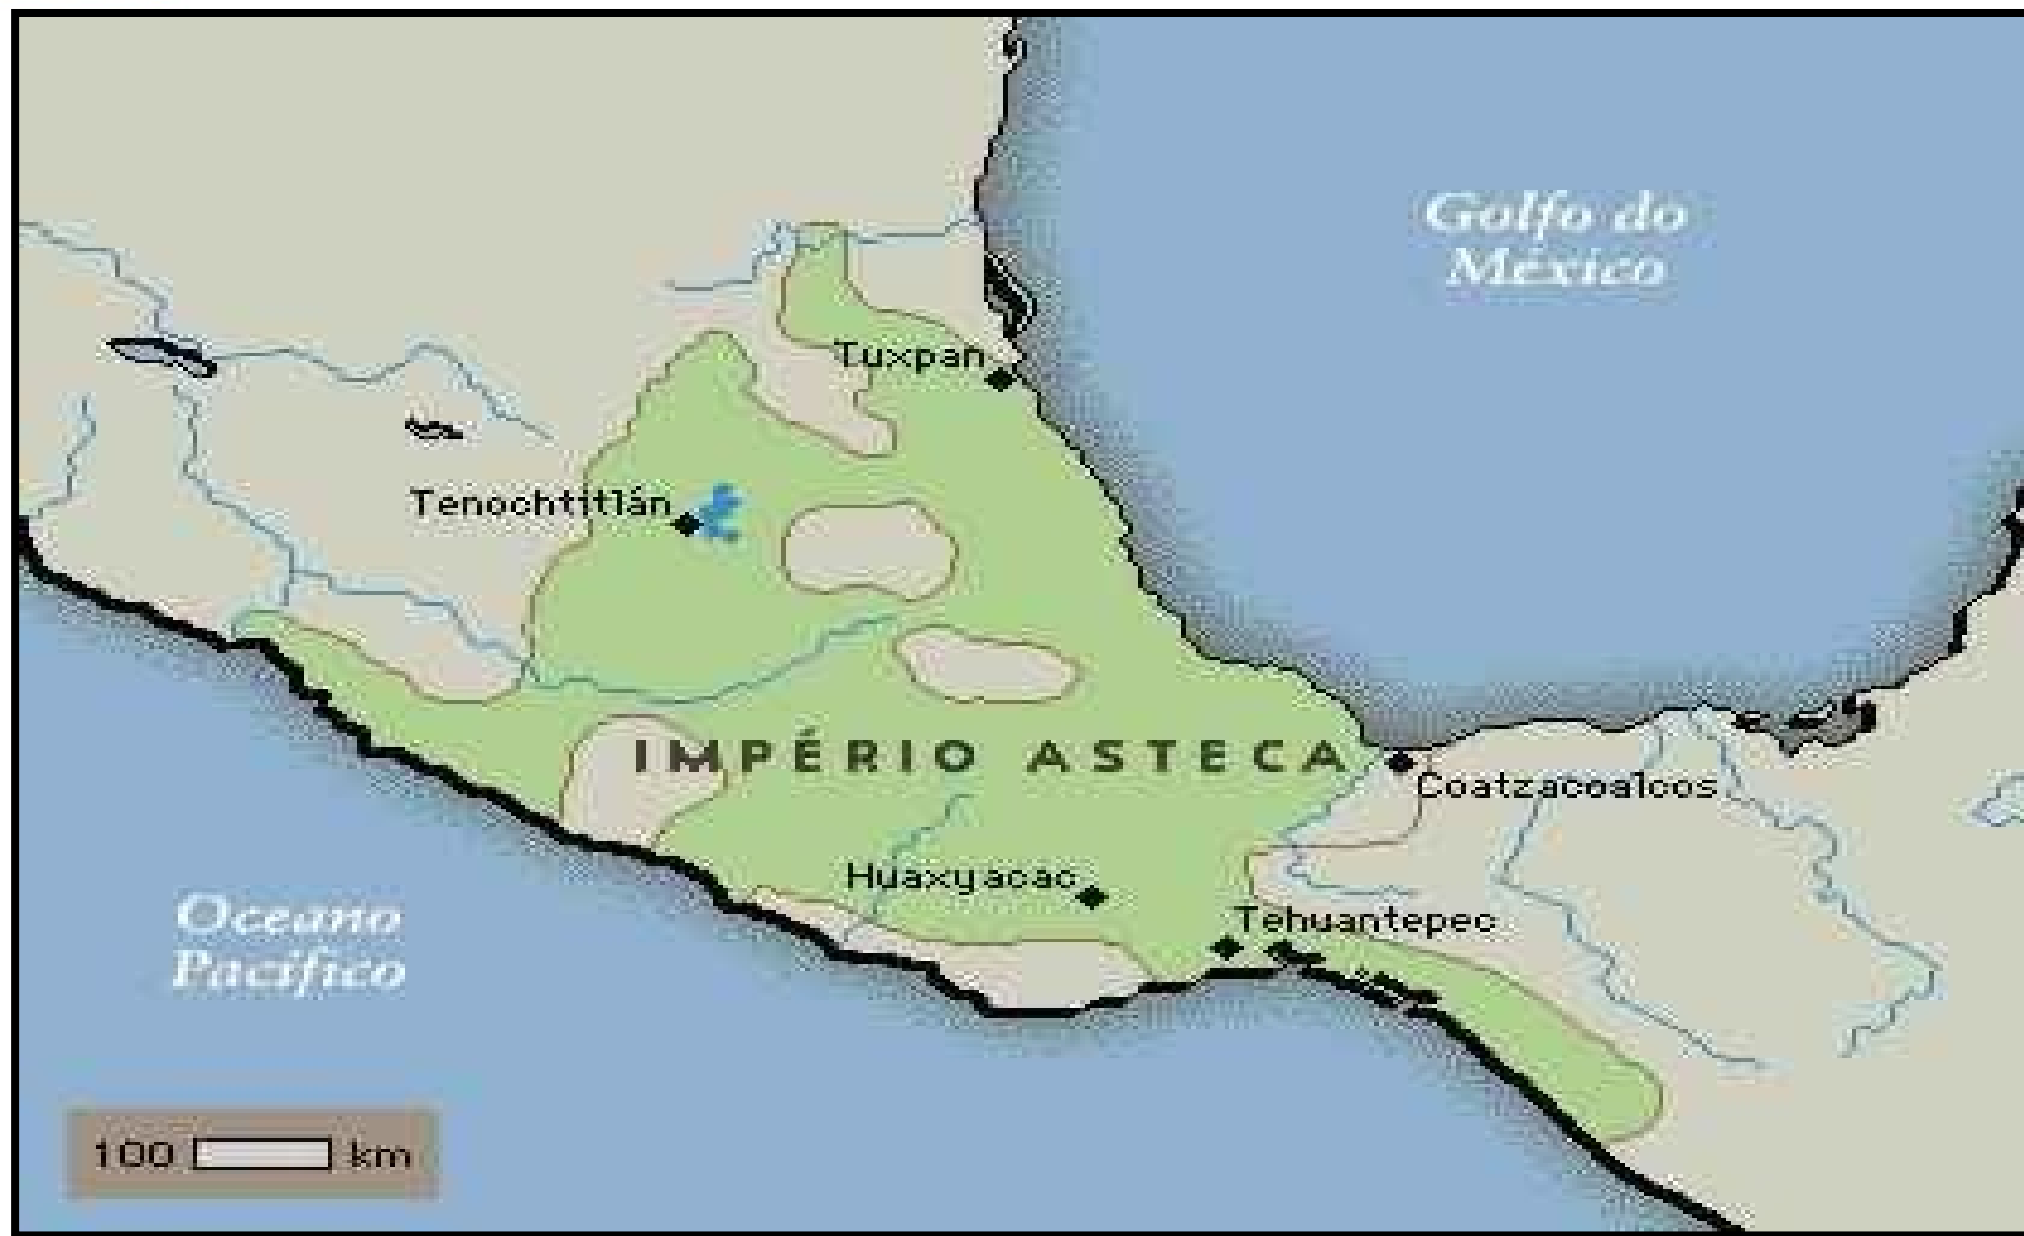 Golfo do
México
Tuxpan
Tenochtitlán
IMPÉRIO ASTECA
Coatzacoalcos
Huaxyacac
Tehuantepec
Oceano
Pacífico
100 km